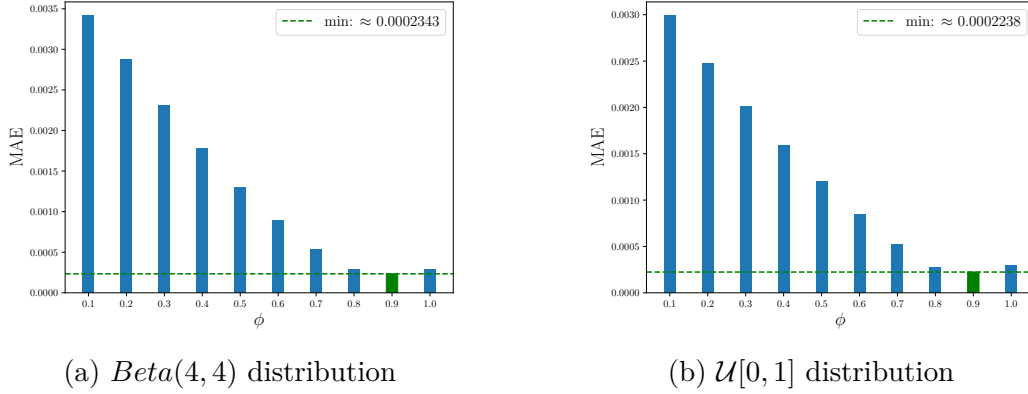 0.0035
0.0030
0.0025
0.0020
0.0015
0.0010
0.0005
0.0000
MAE
min: ≈ 0.0002343
0.1 0.2 0.3 0.4 0.5 0.6 0.7 0.8 0.9 1.0
ϕ
(a) Beta(4, 4) distribution
0.0030
0.0025
0.0020
0.0015
0.0010
0.0005
0.0000
MAE
min: ≈ 0.0002238
0.1 0.2 0.3 0.4 0.5 0.6 0.7 0.8 0.9 1.0
ϕ
(b) 𝒰[0, 1] distribution